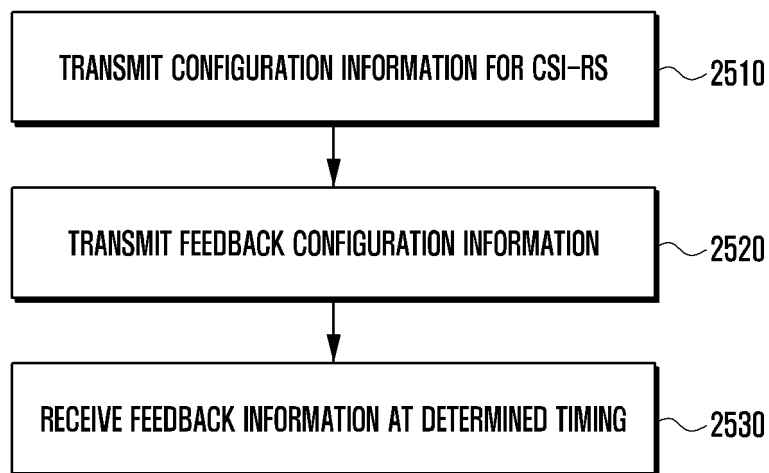 TRANSMIT CONFIGURATION INFORMATION FOR CSI-RS 2510
TRANSMIT FEEDBACK CONFIGURATION INFORMATION 2520
RECEIVE FEEDBACK INFORMATION AT DETERMINED TIMING 2530